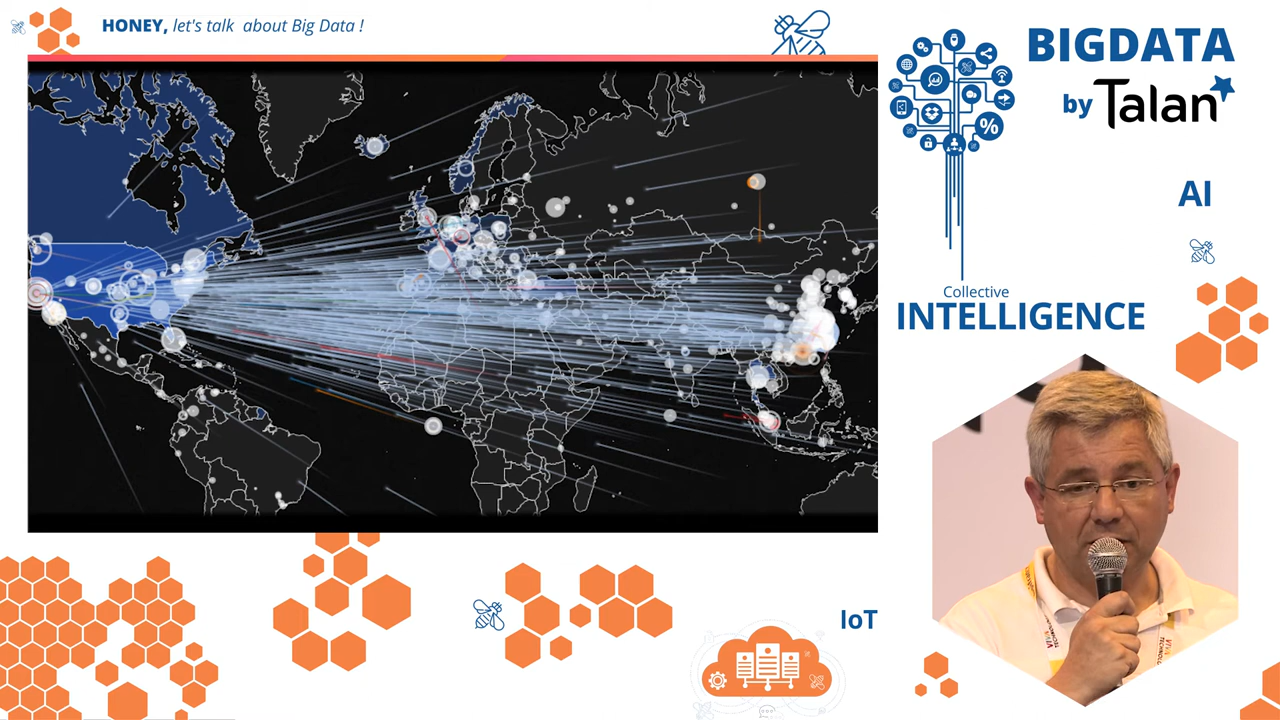 HONEY, let's talk about Big Data !
BIGDATA
by Talan
%
AI
Collective
INTELLIGENCE
IoT